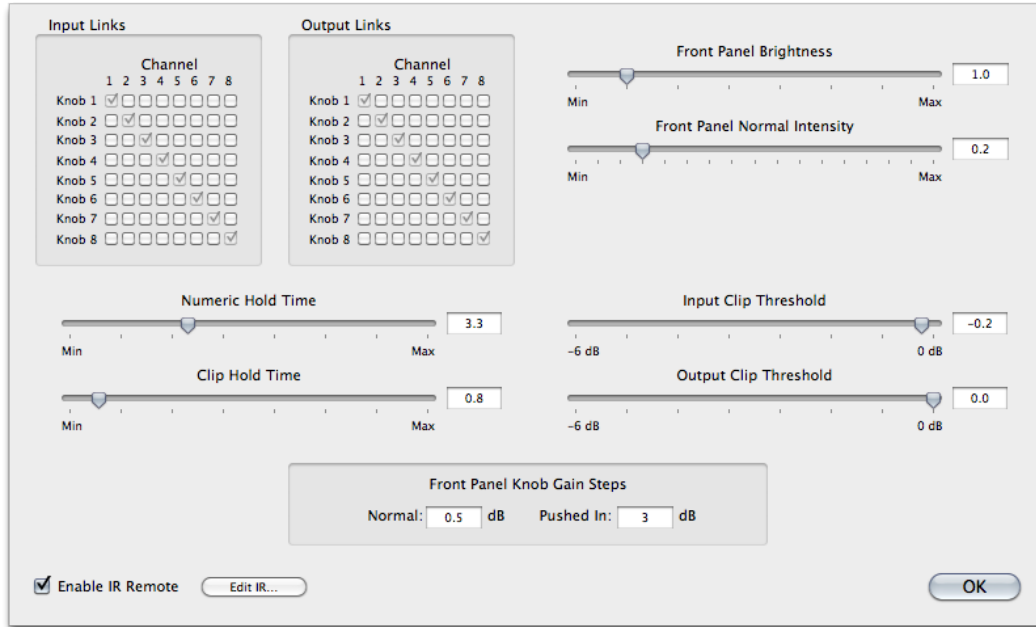 Input Links
Channel
1 2 3 4 5 6 7 8
Knob 1
Knob 2
Knob 3
Knob 4
Knob 5
Knob 6
Knob 7
Knob 8
Output Links
Channel
1 2 3 4 5 6 7 8
Knob 1
Knob 2
Knob 3
Knob 4
Knob 5
Knob 6
Knob 7
Knob 8
Front Panel Brightness
1.0
Min Max
Front Panel Normal Intensity
0.2
Min Max
Numeric Hold Time
3.3
Min Max
Input Clip Threshold
-0.2
-6 dB 0 dB
Clip Hold Time
0.8
Min Max
Output Clip Threshold
0.0
-6 dB 0 dB
Front Panel Knob Gain Steps
Normal: 0.5 dB Pushed In: 3 dB
Enable IR Remote Edit IR... OK